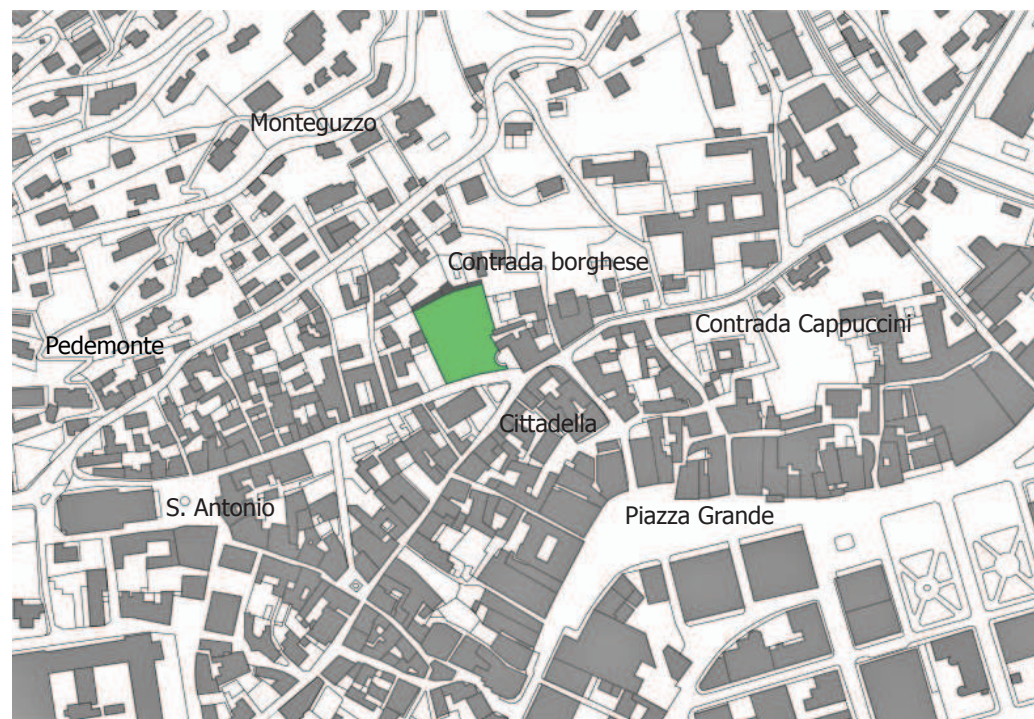 Monteguzzo
Contrada borghese
Contrada Cappuccini
Pedemonte
Cittadella
S. Antonio
Piazza Grande